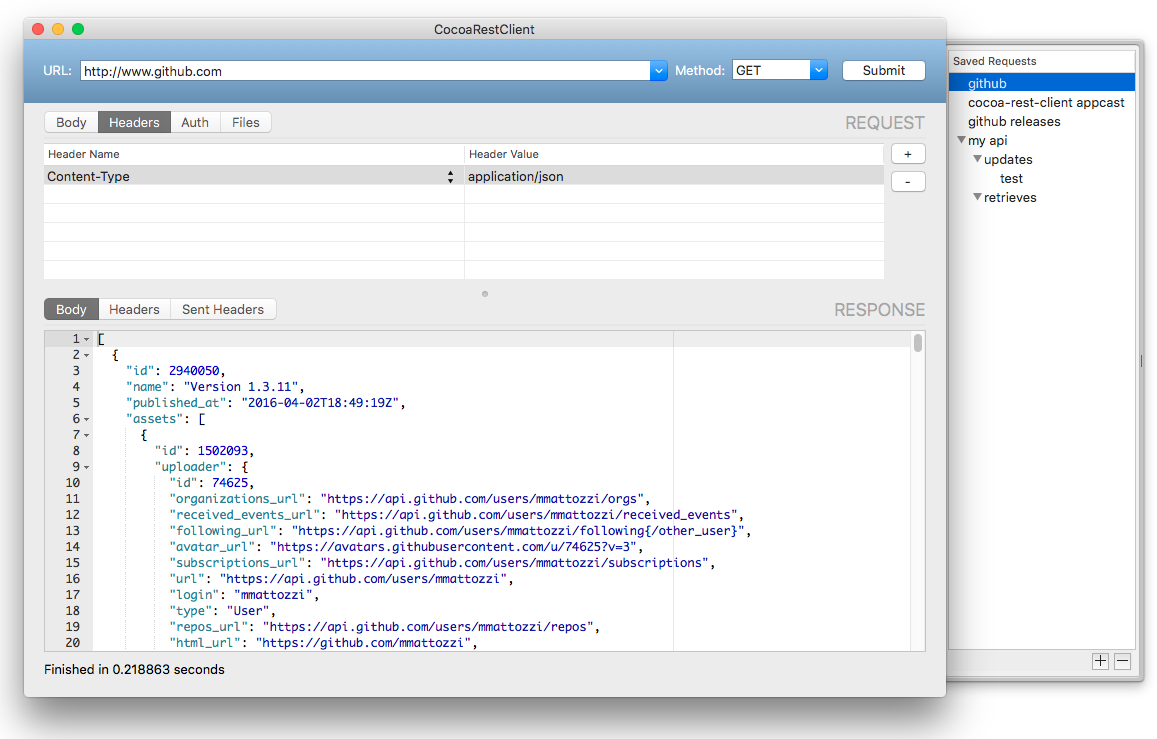 CocoaRestClient
URL: http://www.github.com Method: GET Submit
Body Headers Auth Files REQUEST
Header Name Header Value +
Content-Type application/json
-
Body Headers Sent Headers RESPONSE
1 [
2 {
3 "id": 2940050,
4 "name": "Version 1.3.11",
5 "published_at": "2016-04-02T18:49:19Z",
6 "assets": [
7 {
8 "id": 1502093,
9 "uploader": {
10 "id": 74625,
11 "organizations_url": "https://api.github.com/users/mmattozzi/orgs",
12 "received_events_url": "https://api.github.com/users/mmattozzi/received_events",
13 "following_url": "https://api.github.com/users/mmattozzi/following{/other_user}",
14 "avatar_url": "https://avatars.githubusercontent.com/u/74625?v=3",
15 "subscriptions_url": "https://api.github.com/users/mmattozzi/subscriptions",
16 "url": "https://api.github.com/users/mmattozzi",
17 "login": "mmattozzi",
18 "type": "User",
19 "repos_url": "https://api.github.com/users/mmattozzi/repos",
20 "html_url": "https://github.com/mmattozzi",
Finished in 0.218863 seconds
Saved Requests
github
cocoa-rest-client appcast
github releases
my api
updates
test
retrieves